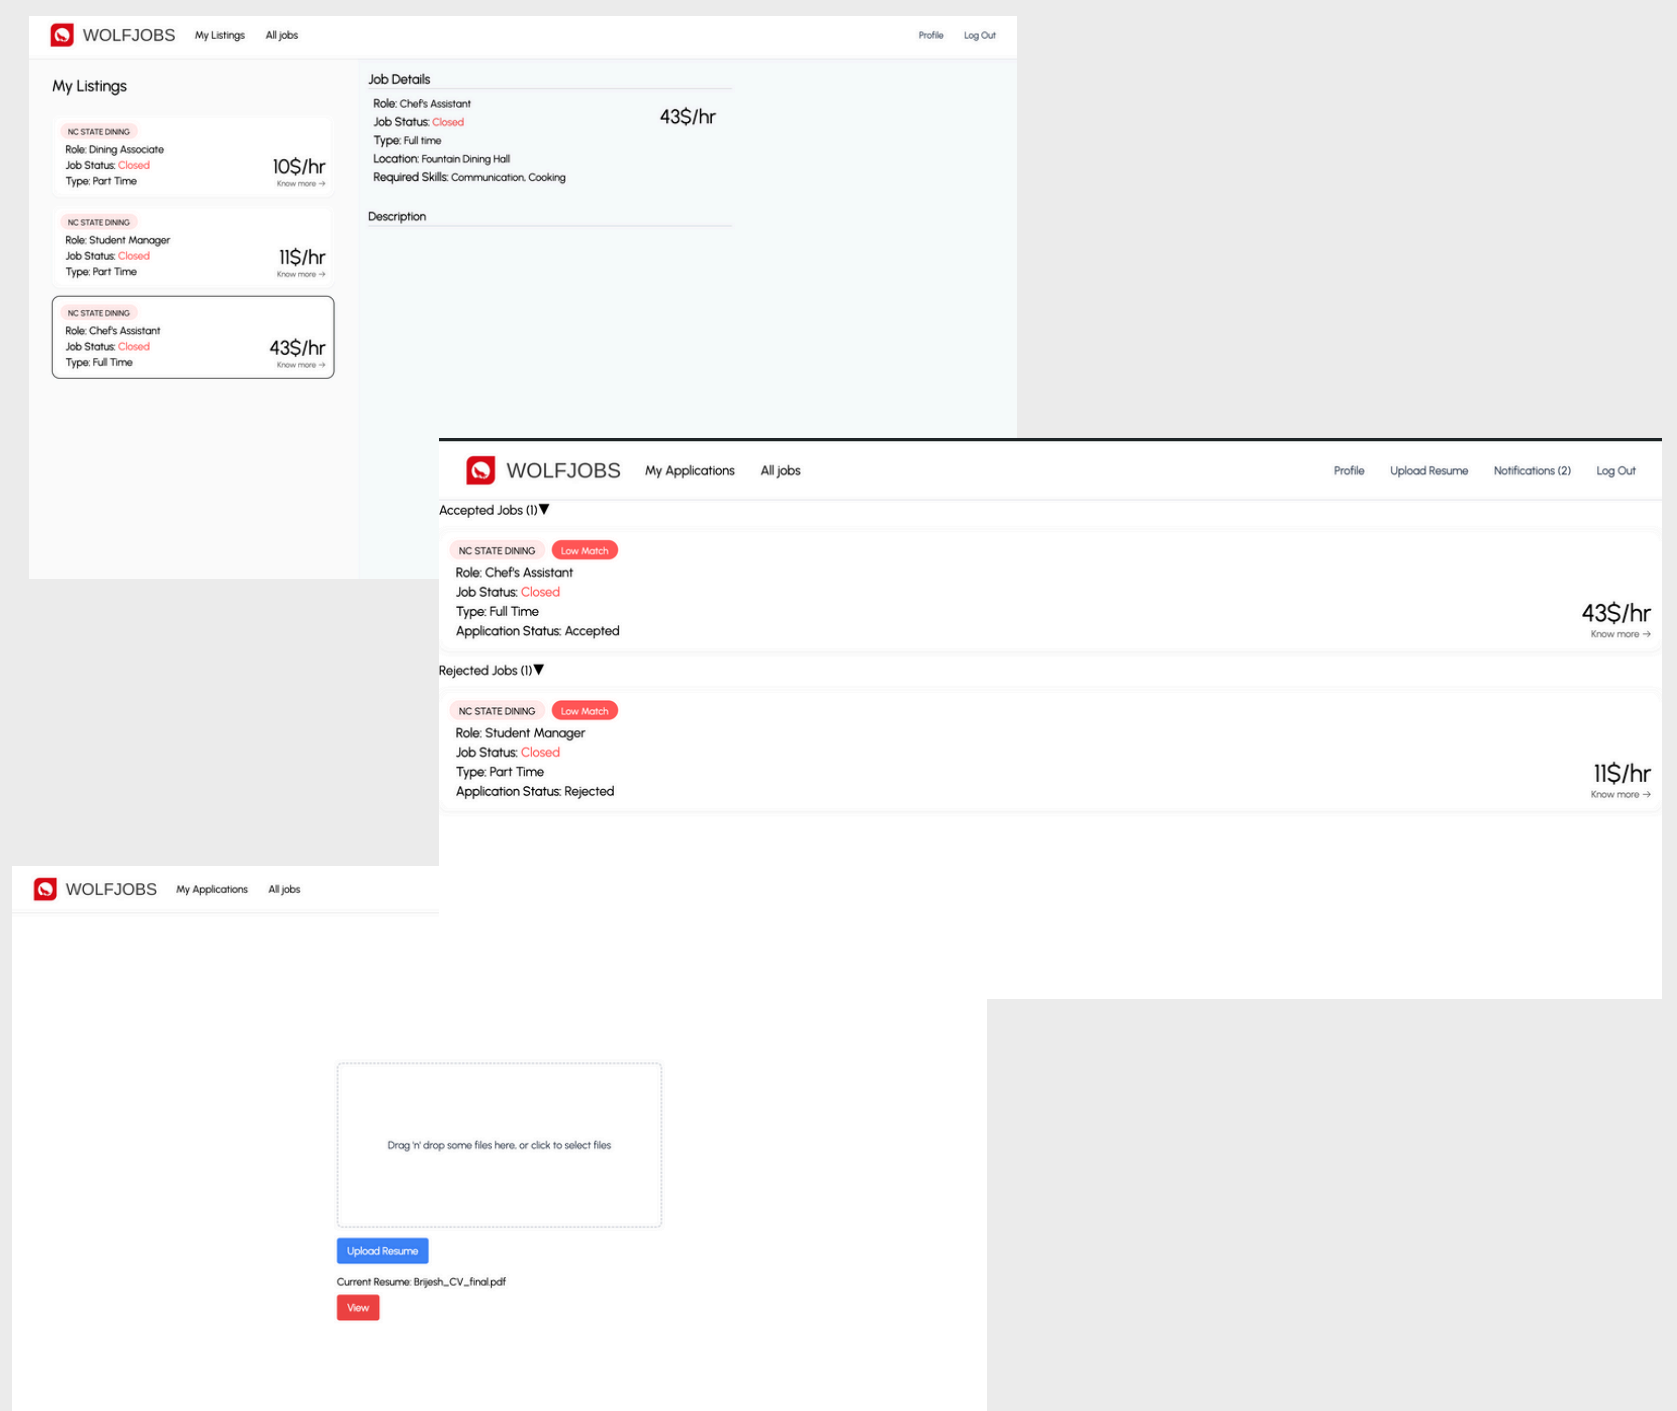 WOLFJOBS My Listings All jobs Profile Log Out
My Listings
NC STATE DINING
Role: Dining Associate
Job Status: Closed
Type: Part Time
10$/hr
Know more →
NC STATE DINING
Role: Student Manager
Job Status: Closed
Type: Part Time
11$/hr
Know more →
NC STATE DINING
Role: Chef's Assistant
Job Status: Closed
Type: Full Time
43$/hr
Know more →
Job Details
Role: Chef's Assistant
Job Status: Closed
Type: Full time
Location: Fountain Dining Hall
Required Skills: Communication, Cooking
43$/hr
Description
WOLFJOBS My Applications All jobs Profile Upload Resume Notifications (2) Log Out
Accepted Jobs (1)▼
NC STATE DINING Low Match
Role: Chef's Assistant
Job Status: Closed
Type: Full Time
Application Status: Accepted
43$/hr
Know more →
Rejected Jobs (1)▼
NC STATE DINING Low Match
Role: Student Manager
Job Status: Closed
Type: Part Time
Application Status: Rejected
11$/hr
Know more →
WOLFJOBS My Applications All jobs
Drag 'n' drop some files here, or click to select files
Upload Resume
Current Resume: Brijesh_CV_final.pdf
View